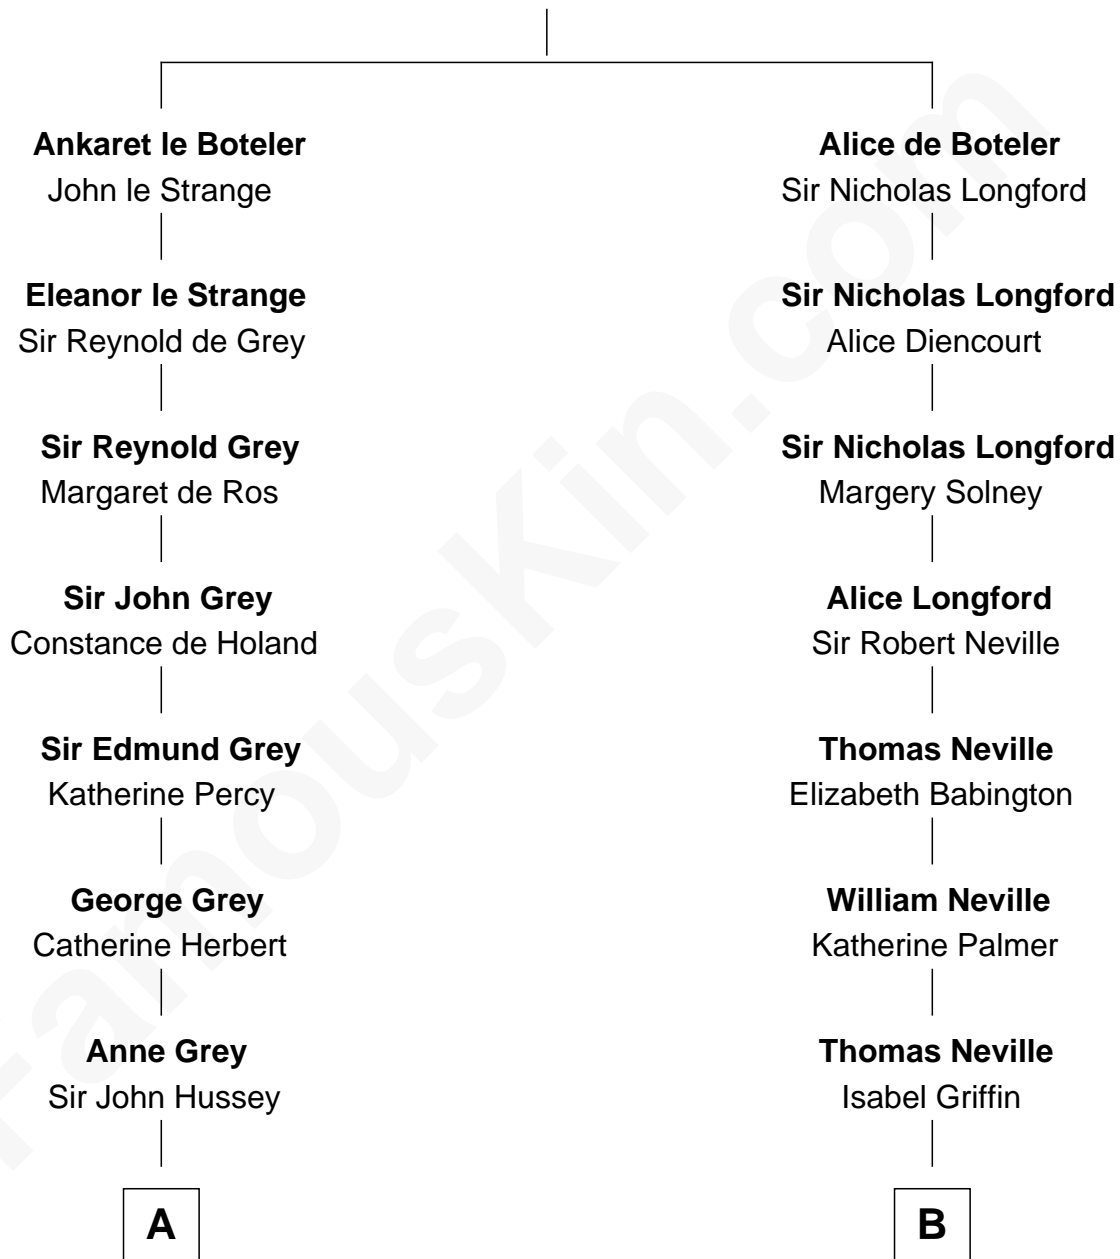 Ankaret le Boteler
John le Strange
Eleanor le Strange
Sir Reynold de Grey
Sir Reynold Grey
Margaret de Ros
Sir John Grey
Constance de Holand
Sir Edmund Grey
Katherine Percy
George Grey
Catherine Herbert
Anne Grey
Sir John Hussey
A
Alice de Boteler
Sir Nicholas Longford
Sir Nicholas Longford
Alice Diencourt
Sir Nicholas Longford
Margery Solney
Alice Longford
Sir Robert Neville
Thomas Neville
Elizabeth Babington
William Neville
Katherine Palmer
Thomas Neville
Isabel Griffin
B
FamousKin.com